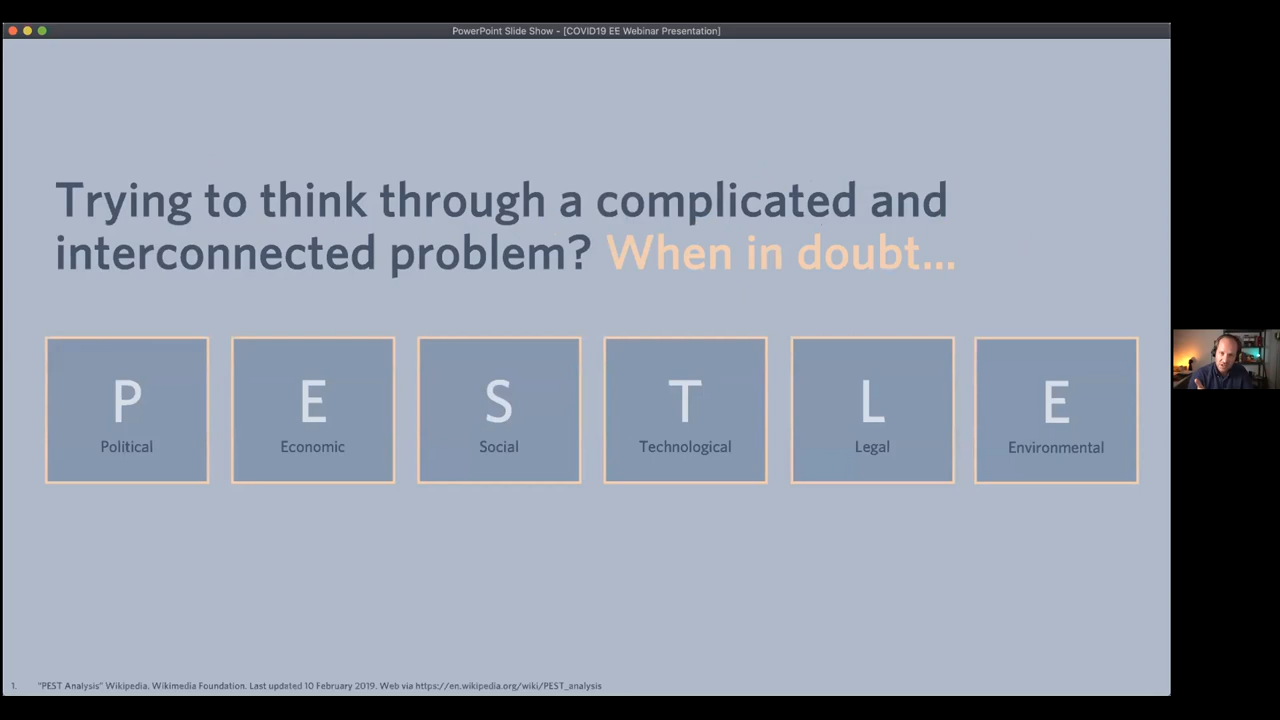 PowerPoint Slide Show - [COVID19 EE Webinar Presentation]
Trying to think through a complicated and
interconnected problem? When in doubt...
P
Political
E
Economic
S
Social
T
Technological
L
Legal
E
Environmental
1. "PEST Analysis" Wikipedia. Wikimedia Foundation. Last updated 10 February 2019. Web via https://en.wikipedia.org/wiki/PEST_analysis